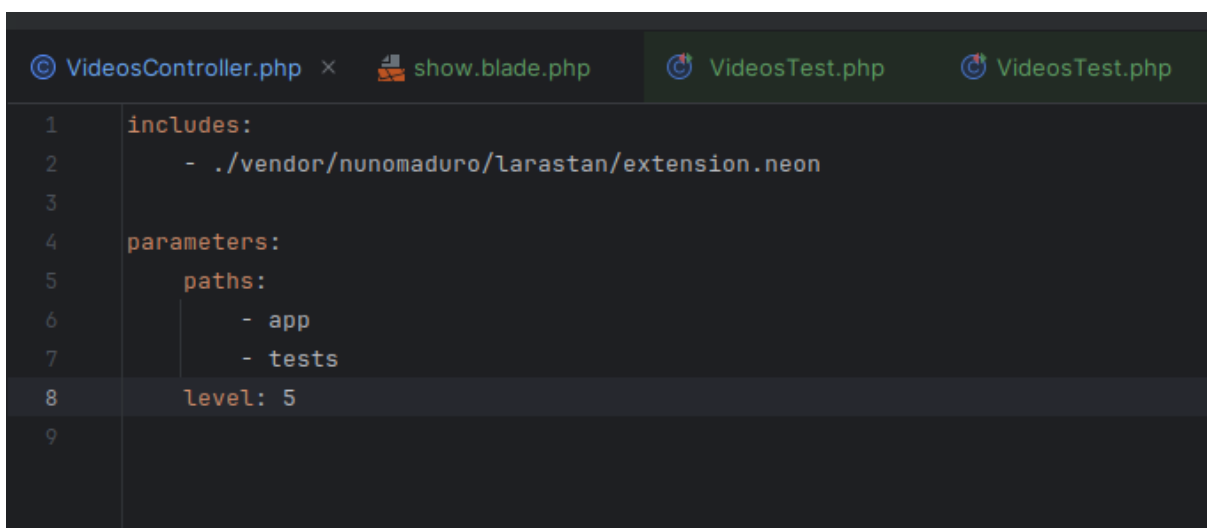 VideosController.php × show.blade.php VideosTest.php VideosTest.php
1 includes:
2     - ./vendor/nunomaduro/larastan/extension.neon
3
4 parameters:
5     paths:
6         - app
7         - tests
8     level: 5
9